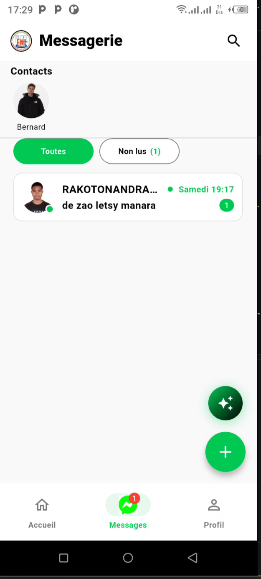 17:29
Messagerie
Contacts
Bernard
Toutes
Non lus (1)
RAKOTONANDRA... Samedi 19:17
de zao letsy manara 1
1
Accueil
Messages
Profil